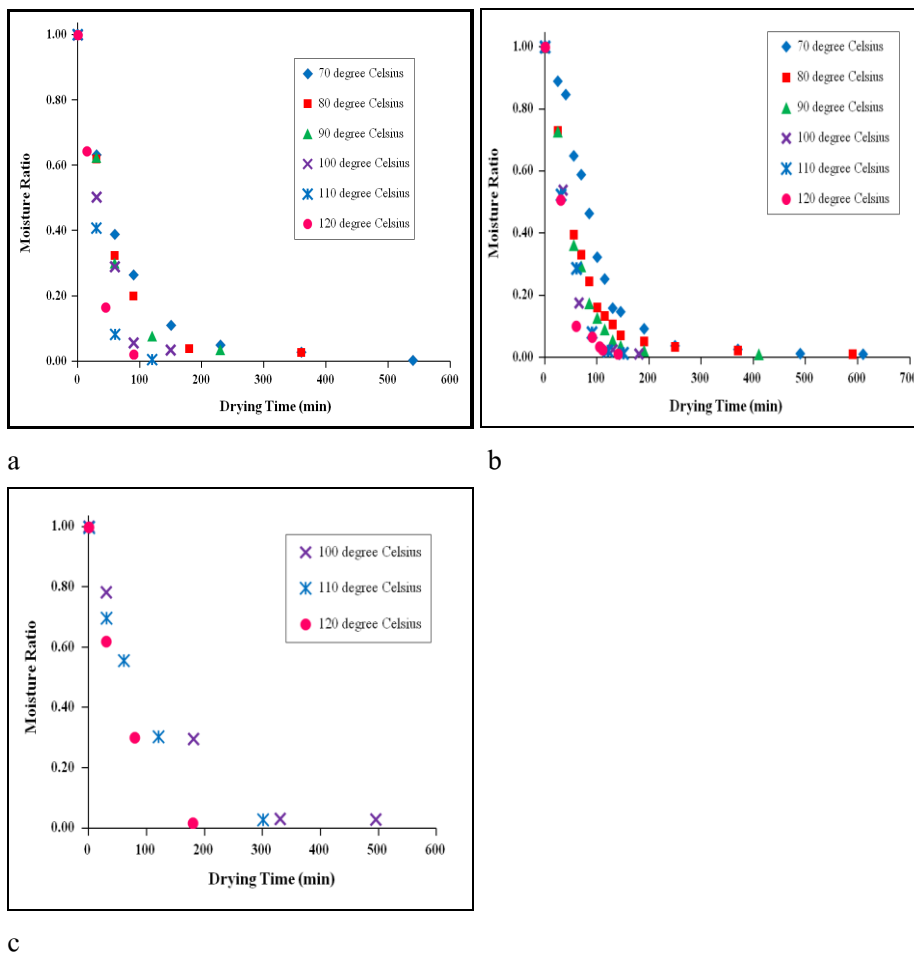 1.00
0.80
0.60
0.40
0.20
0.00
Moisture Ratio
70 degree Celsius
80 degree Celsius
90 degree Celsius
100 degree Celsius
110 degree Celsius
120 degree Celsius
0 100 200 300 400 500 600
Drying Time (min)
a
1.00
0.80
0.60
0.40
0.20
0.00
Moisture Ratio
70 degree Celsius
80 degree Celsius
90 degree Celsius
100 degree Celsius
110 degree Celsius
120 degree Celsius
0 100 200 300 400 500 600 700
Drying Time (min)
b
1.00
0.80
0.60
0.40
0.20
0.00
Moisture Ratio
100 degree Celsius
110 degree Celsius
120 degree Celsius
0 100 200 300 400 500 600
Drying Time (min)
c